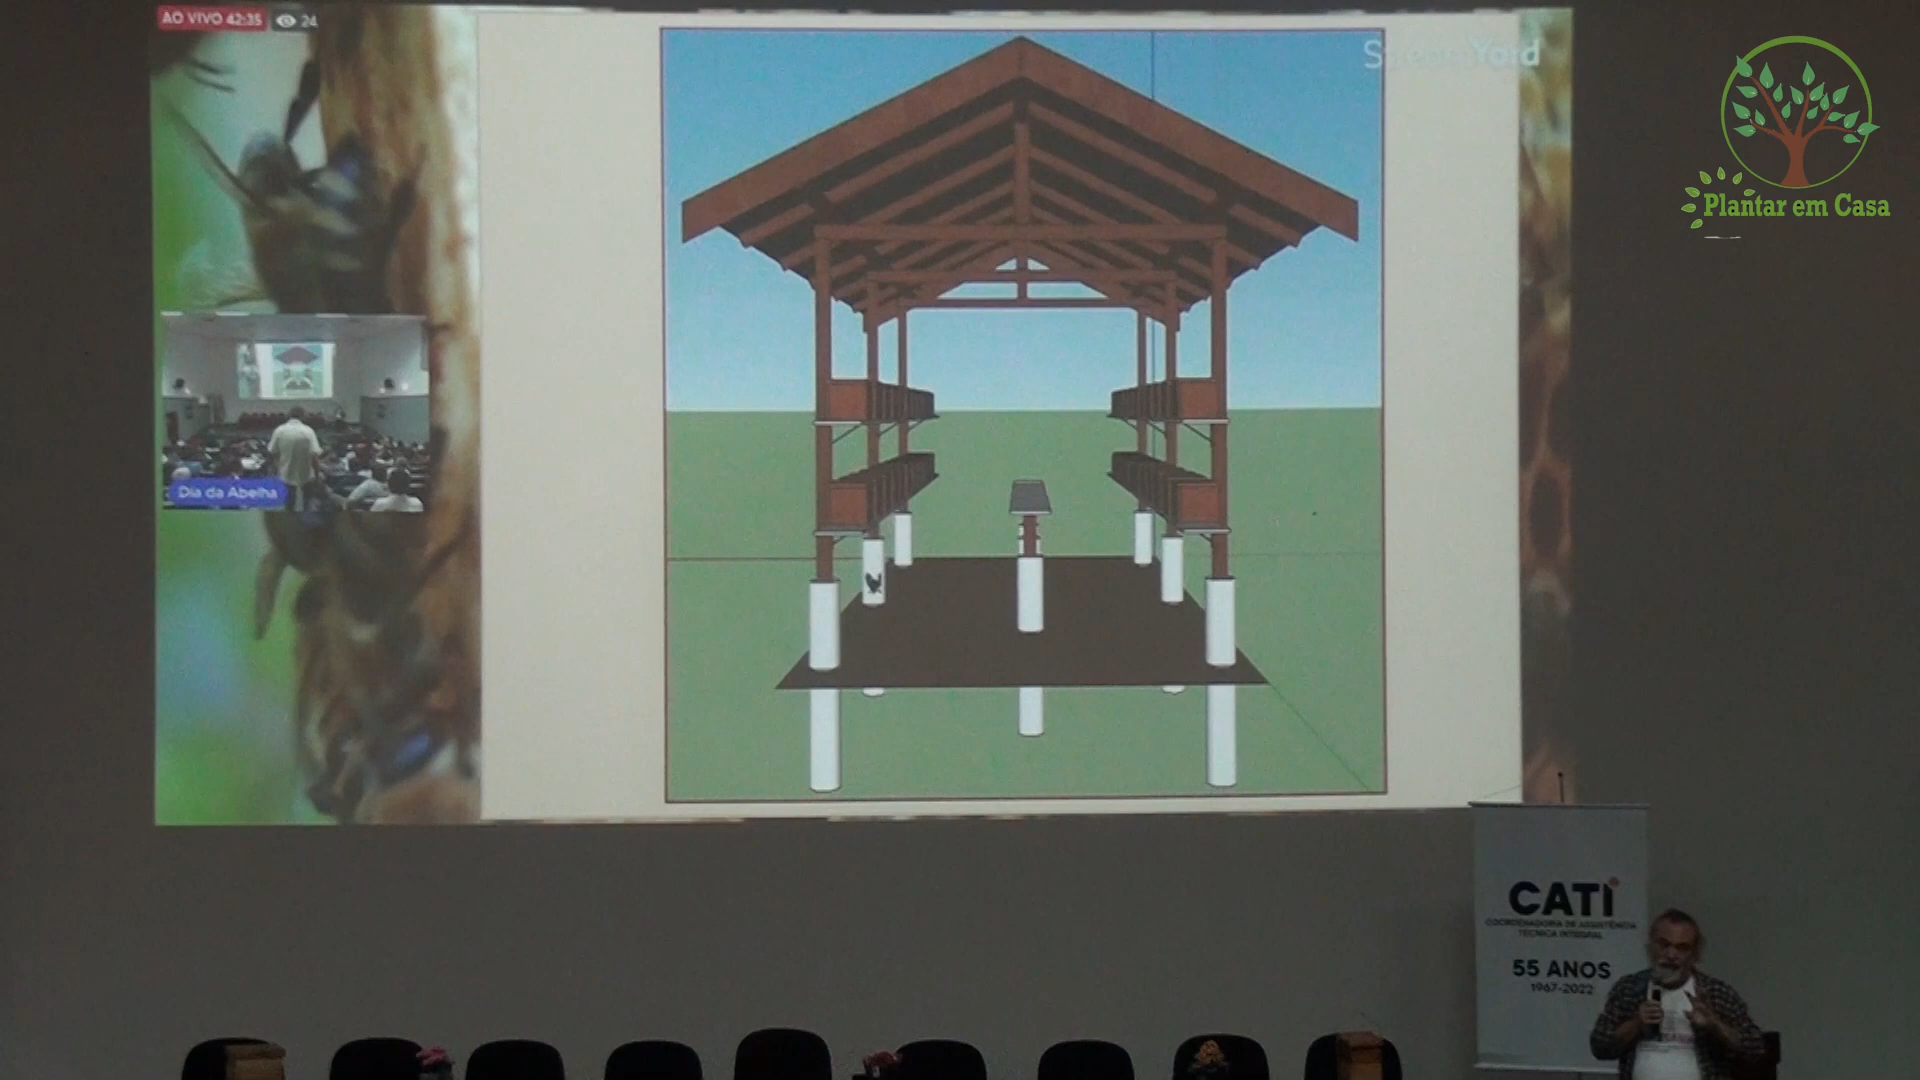 AO VIVO 42:35
24
StreamYard
Plantar em Casa
Dia da Abelha
CATI
COORDENADORIA DE ASSISTÊNCIA
TÉCNICA INTEGRAL
55 ANOS
1967-2022